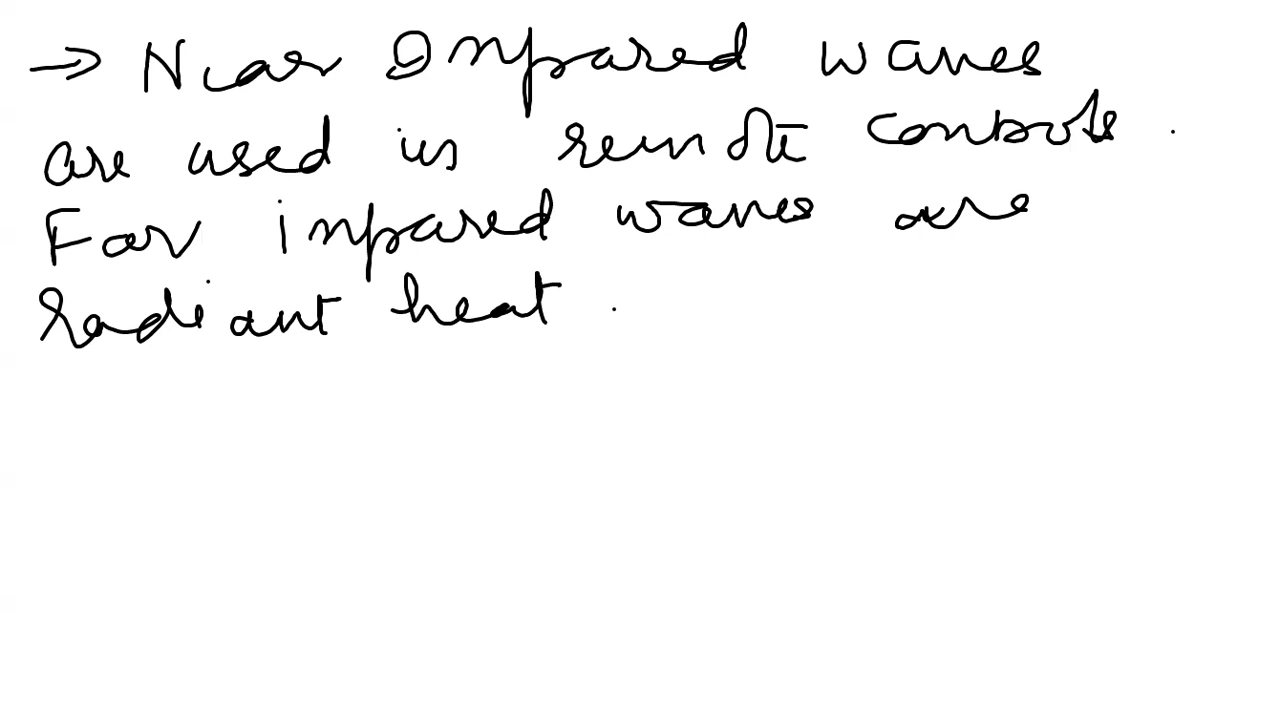 → Near Infrared waves
are used in remote controls.
Far infrared waves are
radiant heat.